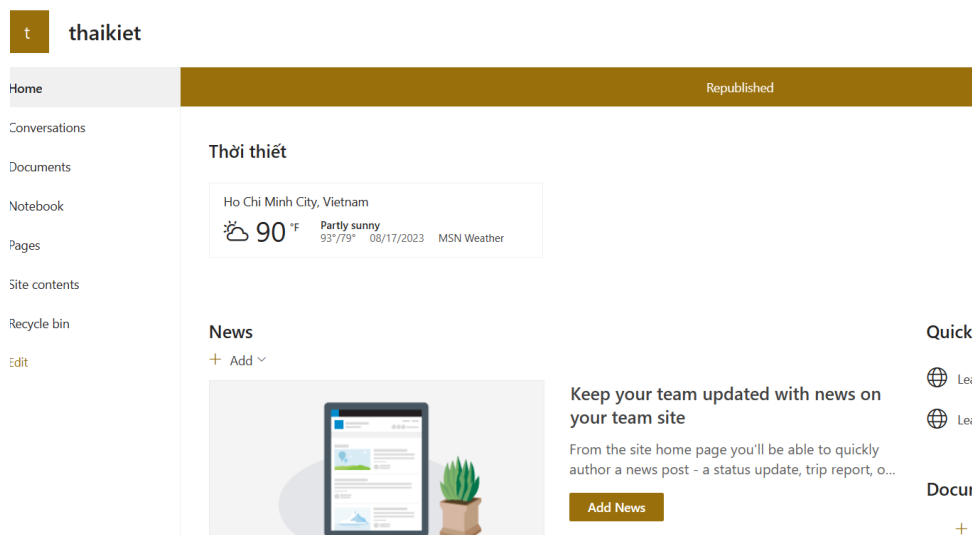 t
thaikiet
Home
Republished
Conversations
Documents
Notebook
Pages
Site contents
Recycle bin
Edit
Thời thiết
Ho Chi Minh City, Vietnam
90 °F
Partly sunny
93°/79° 08/17/2023 MSN Weather
News
+ Add
Keep your team updated with news on
your team site
From the site home page you'll be able to quickly
author a news post - a status update, trip report, o...
Add News
Quick
Lea
Lea
Docum
+